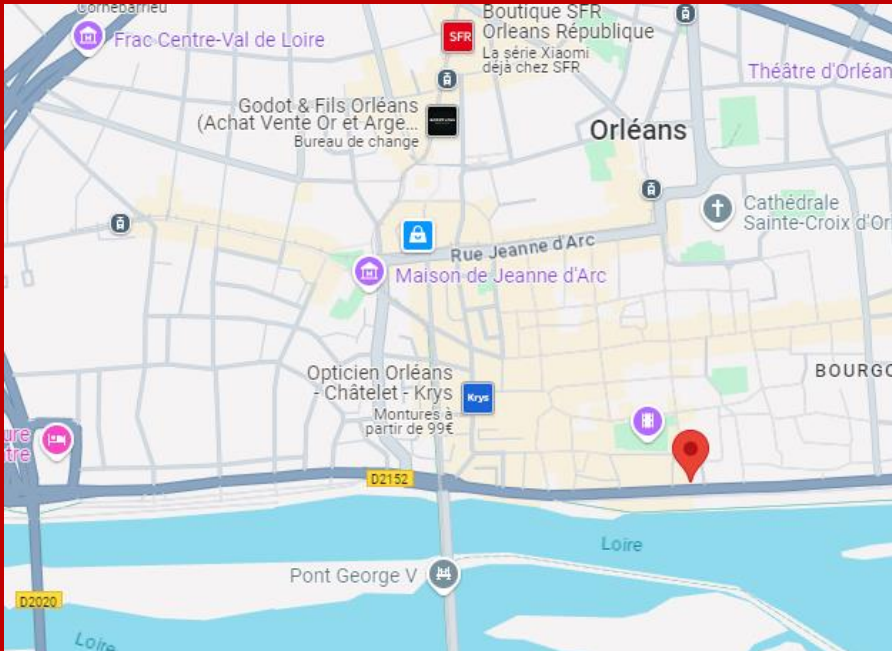 Cornebarrieu
Frac Centre-Val de Loire
SFR
Boutique SFR
Orleans République
La série Xiaomi
déjà chez SFR
Théâtre d'Orléan
Godot & Fils Orléans
(Achat Vente Or et Arge...
Bureau de change
Orléans
Cathédrale
Sainte-Croix d'Or
Rue Jeanne d'Arc
Maison de Jeanne d'Arc
Opticien Orléans
- Châtelet - Krys
Montures à
partir de 99€
Krys
BOURGO
ure
tre
D2152
Loire
Pont George V
D2020
Loire